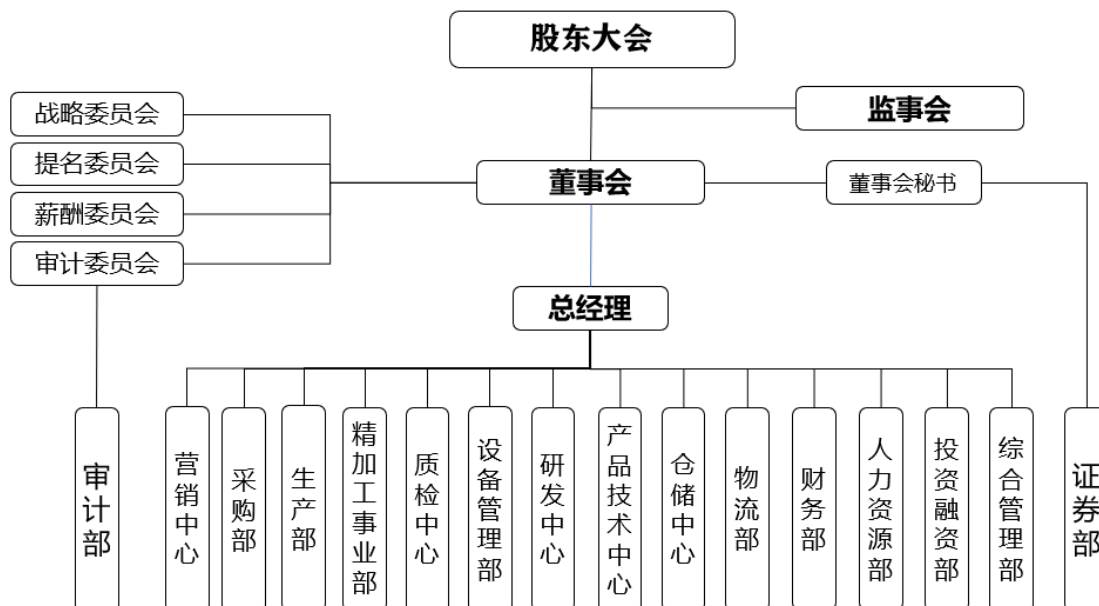 股东大会
监事会
战略委员会
提名委员会
薪酬委员会
审计委员会
董事会
董事会秘书
总经理
审计部
营销中心
采购部
生产部
精加工事业部
质检中心
设备管理部
研发中心
产品技术中心
仓储中心
物流部
财务部
人力资源部
投资融资部
综合管理部
证券部